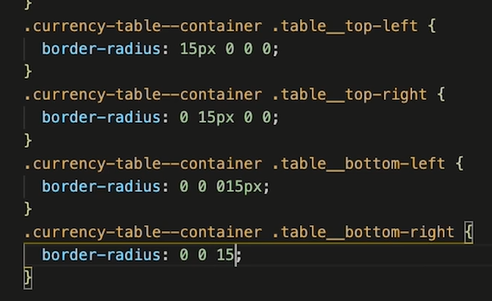 }
.currency-table--container .table__top-left {
border-radius: 15px 0 0 0;
}
.currency-table--container .table__top-right {
border-radius: 0 15px 0 0;
}
.currency-table--container .table__bottom-left {
border-radius: 0 0 015px;
}
.currency-table--container .table__bottom-right {
border-radius: 0 0 15;
}